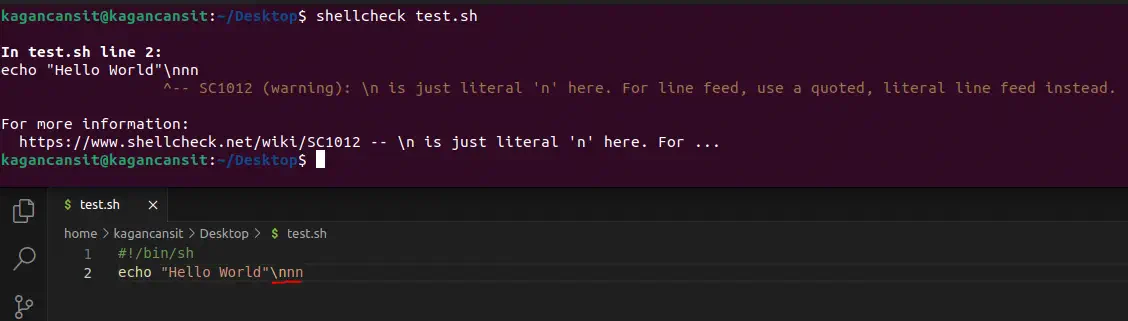 kagancansit@kagancansit:~/Desktop$ shellcheck test.sh
In test.sh line 2:
echo "Hello World"\nnn
^-- SC1012 (warning): \n is just literal 'n' here. For line feed, use a quoted, literal line feed instead.
For more information:
https://www.shellcheck.net/wiki/SC1012 -- \n is just literal 'n' here. For ...
kagancansit@kagancansit:~/Desktop$
$ test.sh ×
home > kagancansit > Desktop > $ test.sh
1 #!/bin/sh
2 echo "Hello World"\nnn